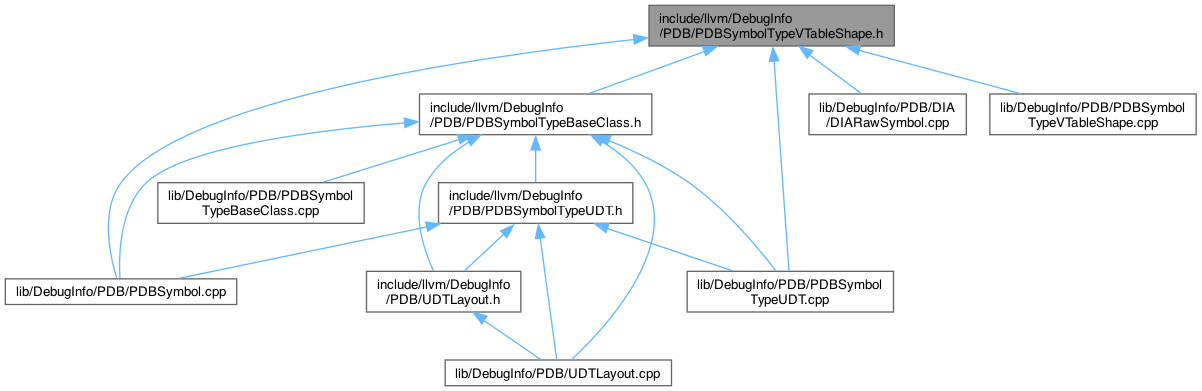 include/llvm/DebugInfo
/PDB/PDBSymbolTypeVTableShape.h
include/llvm/DebugInfo
/PDB/PDBSymbolTypeBaseClass.h
lib/DebugInfo/PDB/DIA
/DIARawSymbol.cpp
lib/DebugInfo/PDB/PDBSymbol
TypeVTableShape.cpp
lib/DebugInfo/PDB/PDBSymbol
TypeBaseClass.cpp
include/llvm/DebugInfo
/PDB/PDBSymbolTypeUDT.h
lib/DebugInfo/PDB/PDBSymbol.cpp
include/llvm/DebugInfo
/PDB/UDTLayout.h
lib/DebugInfo/PDB/PDBSymbol
TypeUDT.cpp
lib/DebugInfo/PDB/UDTLayout.cpp